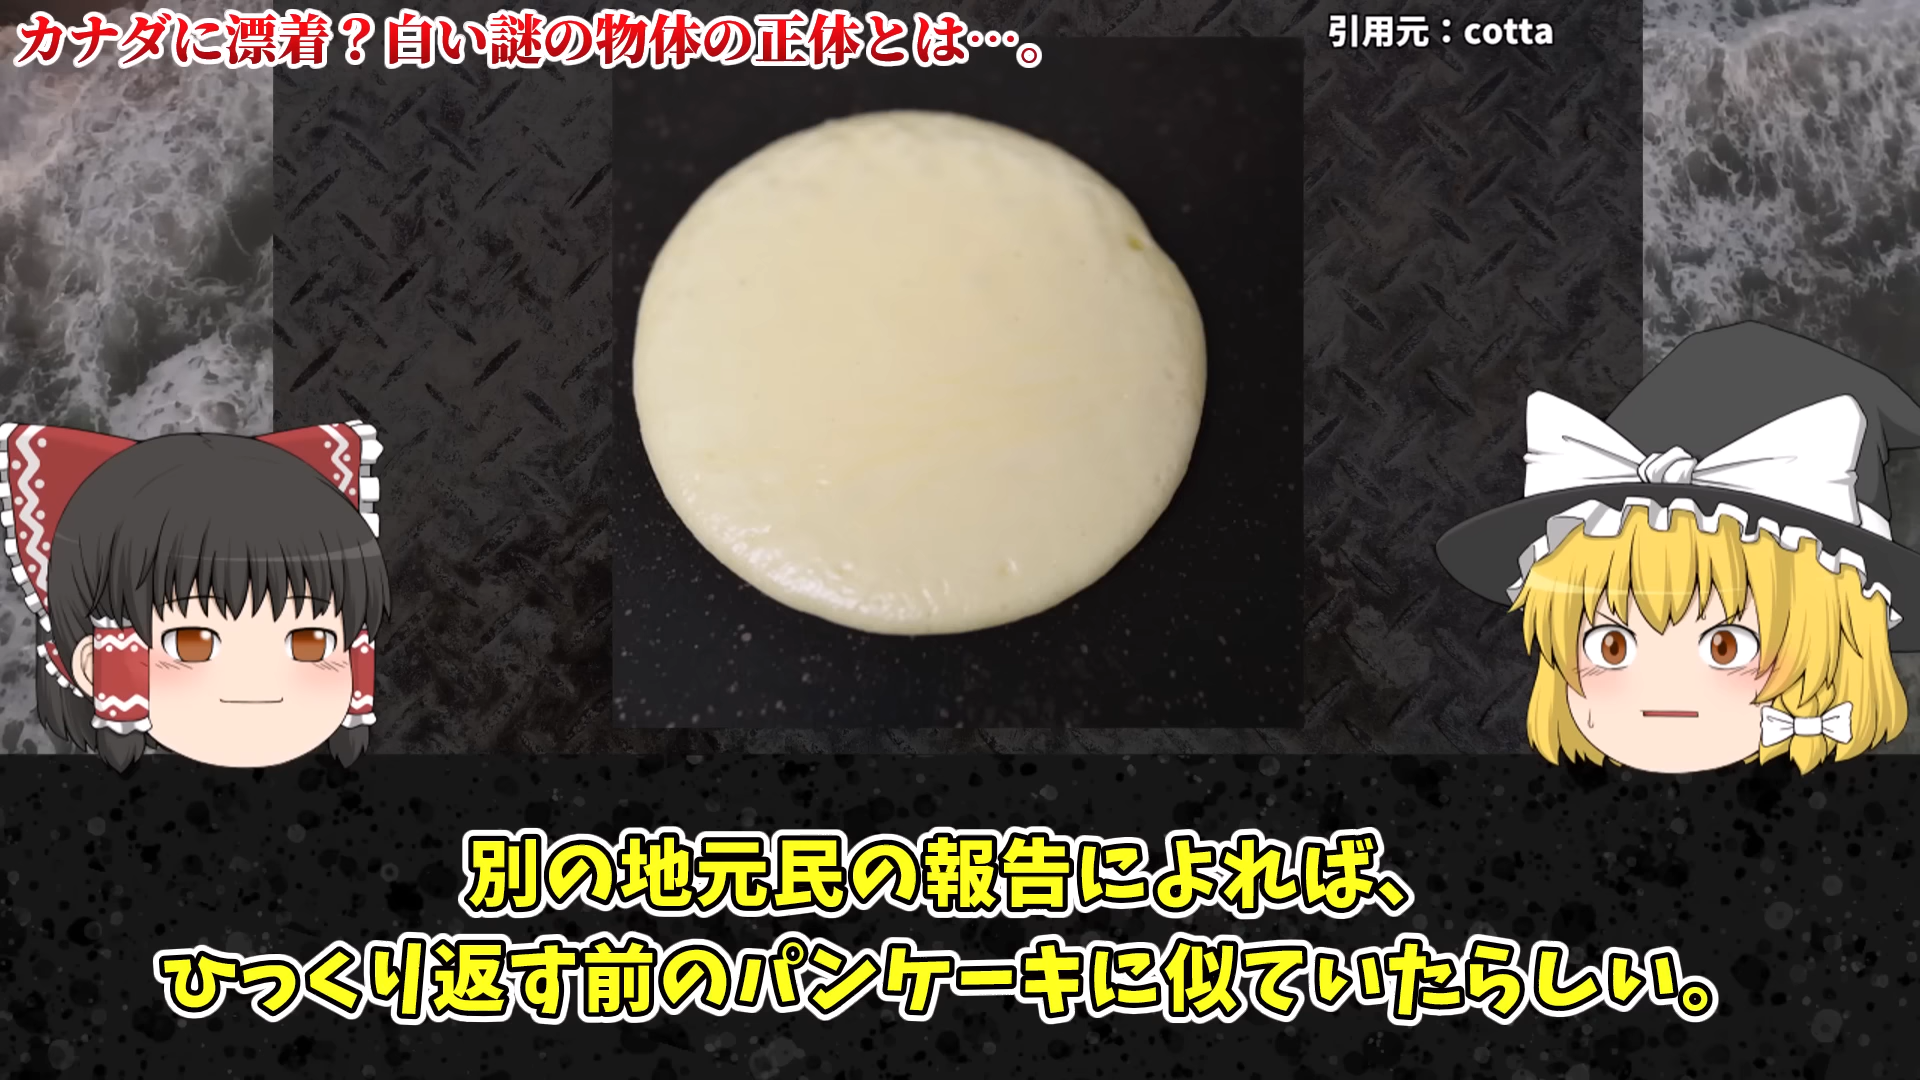 カナダに漂着？白い謎の物体の正体とは…。
引用元：cotta
別の地元民の報告によれば、
ひっくり返す前のパンケーキに似ていたらしい。